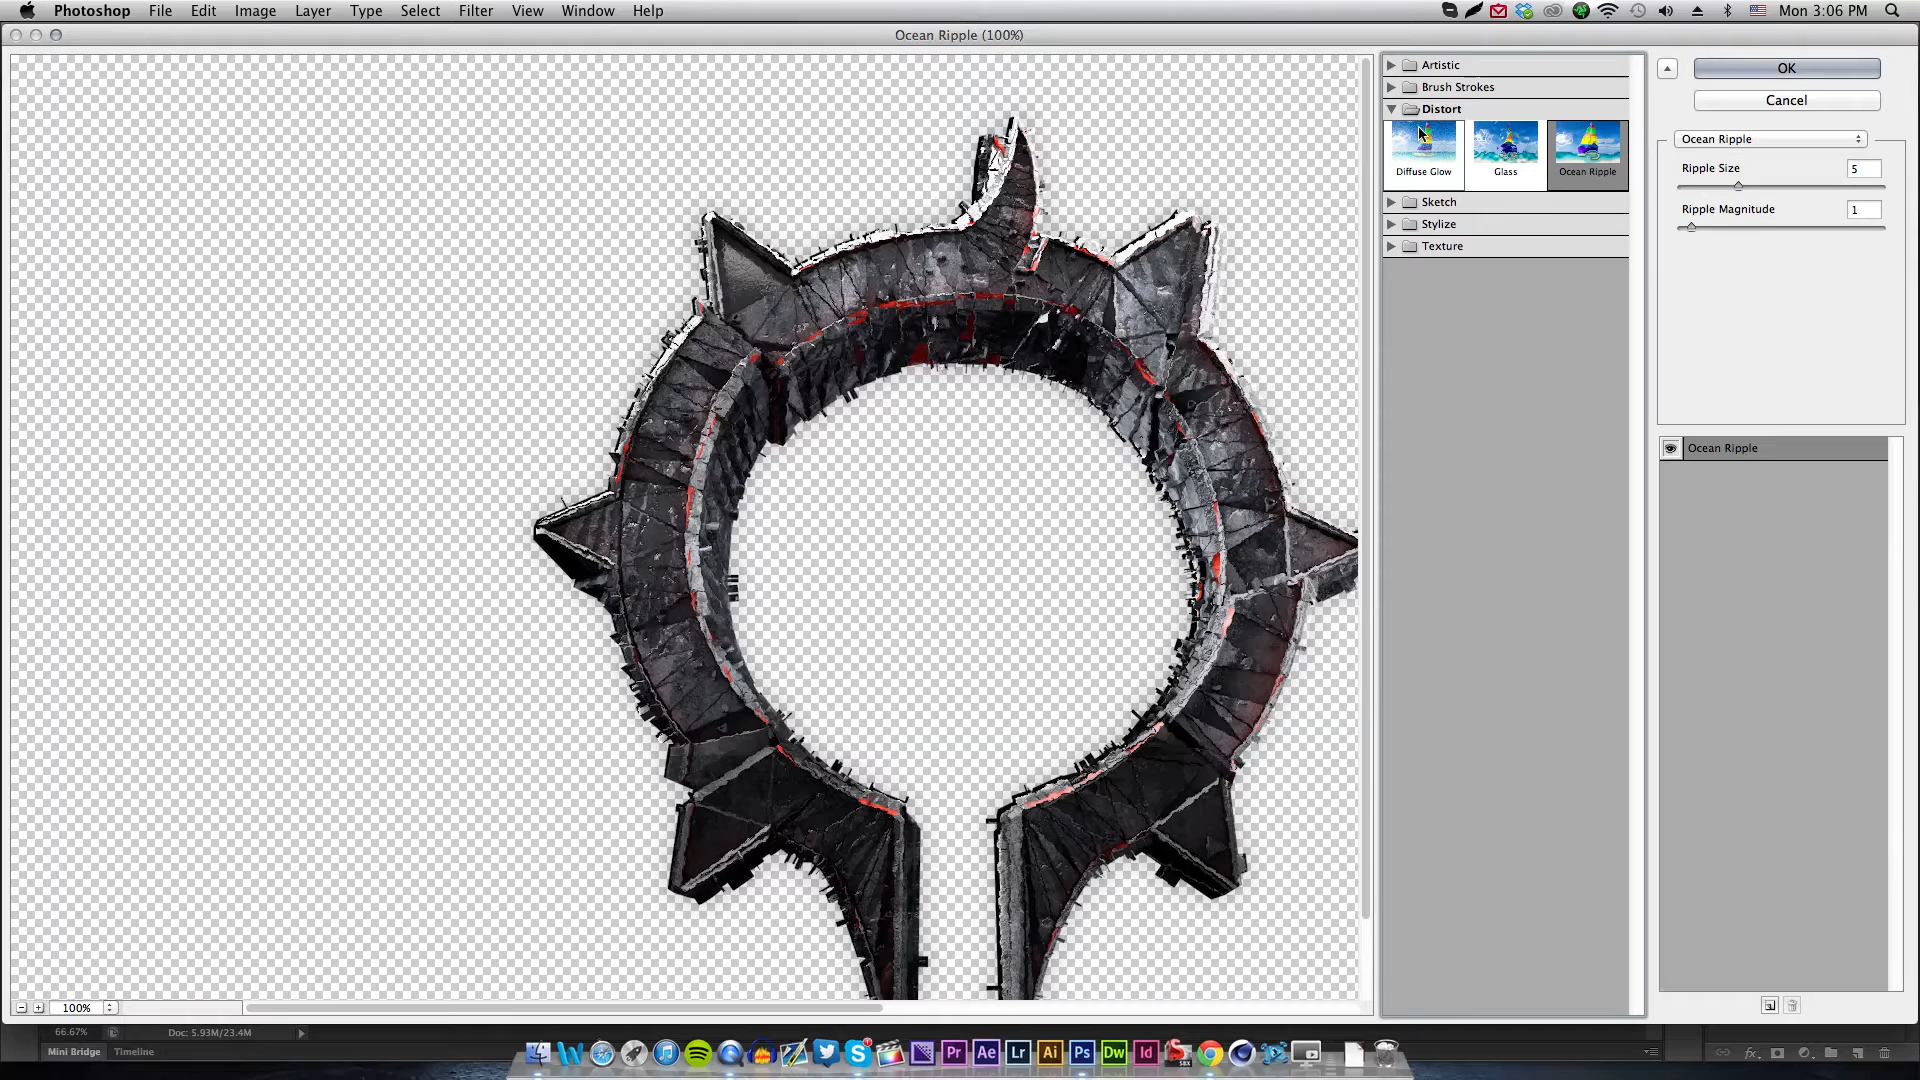 Photoshop File Edit Image Layer Type Select Filter View Window Help Mon 3:06 PM
Ocean Ripple (100%)
Artistic
Brush Strokes
Distort
Diffuse Glow Glass Ocean Ripple
Sketch
Stylize
Texture
OK
Cancel
Ocean Ripple
Ripple Size 5
Ripple Magnitude 1
Ocean Ripple
100%
66.67% Doc: 5.93M/23.4M
Mini Bridge Timeline
Pr Ae Lr Ai Ps Dw Id
fx